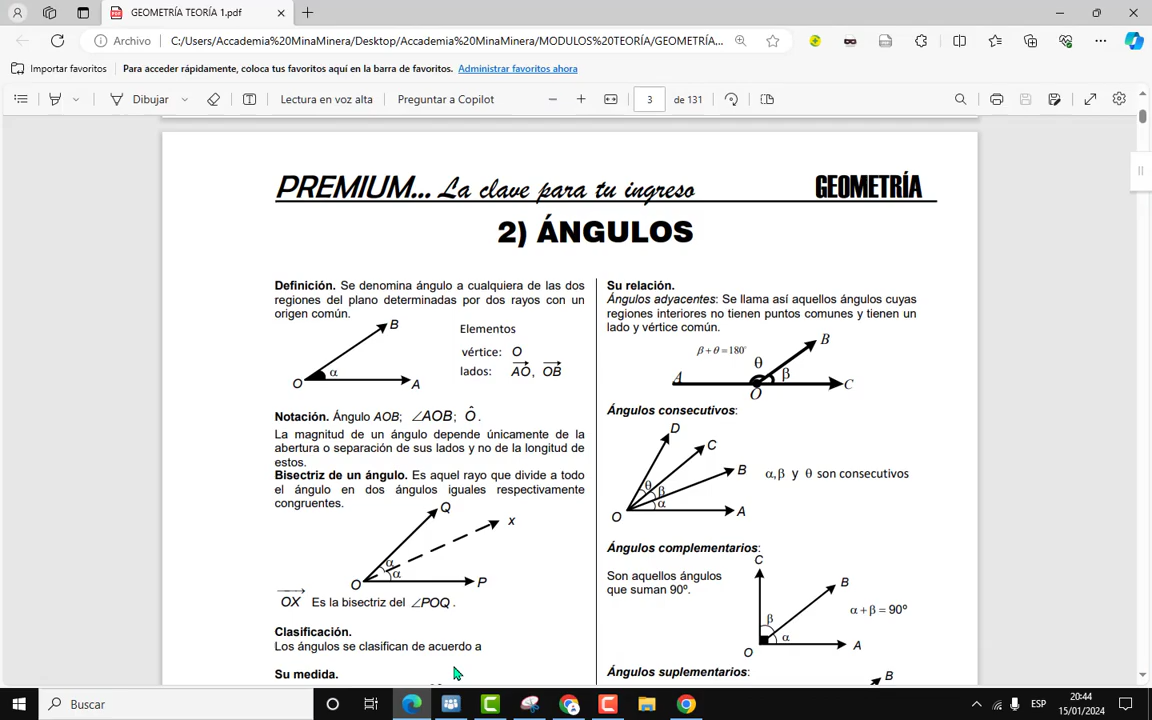 GEOMETRÍA TEORÍA 1.pdf
Archivo C:/Users/Accademia%20MinaMinera/Desktop/Accademia%20MinaMinera/MODULOS%20TEORÍA/GEOMETRÍA...
Importar favoritos Para acceder rápidamente, coloca tus favoritos aquí en la barra de favoritos. Administrar favoritos ahora
Dibujar Lectura en voz alta Preguntar a Copilot 3 de 131
PREMIUM... La clave para tu ingreso GEOMETRÍA
2) ÁNGULOS
Definición. Se denomina ángulo a cualquiera de las dos
regiones del plano determinadas por dos rayos con un
origen común.
B
O α A
Elementos
vértice: O
lados: AO, OB
Notación. Ángulo AOB; ∠AOB; Ô.
La magnitud de un ángulo depende únicamente de la
abertura o separación de sus lados y no de la longitud de
estos.
Bisectriz de un ángulo. Es aquel rayo que divide a todo
el ángulo en dos ángulos iguales respectivamente
congruentes.
Q
x
α
α
O P
OX Es la bisectriz del ∠POQ.
Clasificación.
Los ángulos se clasifican de acuerdo a
Su medida.
Su relación.
Ángulos adyacentes: Se llama así aquellos ángulos cuyas
regiones interiores no tienen puntos comunes y tienen un
lado y vértice común.
β + θ = 180° B
θ
β
A O C
Ángulos consecutivos:
D
C
B
θ β α
O A
α,β y θ son consecutivos
Ángulos complementarios:
Son aquellos ángulos
que suman 90º.
C
B
β
α
O A
α + β = 90º
Ángulos suplementarios:
B
Buscar
ESP
20:44
15/01/2024